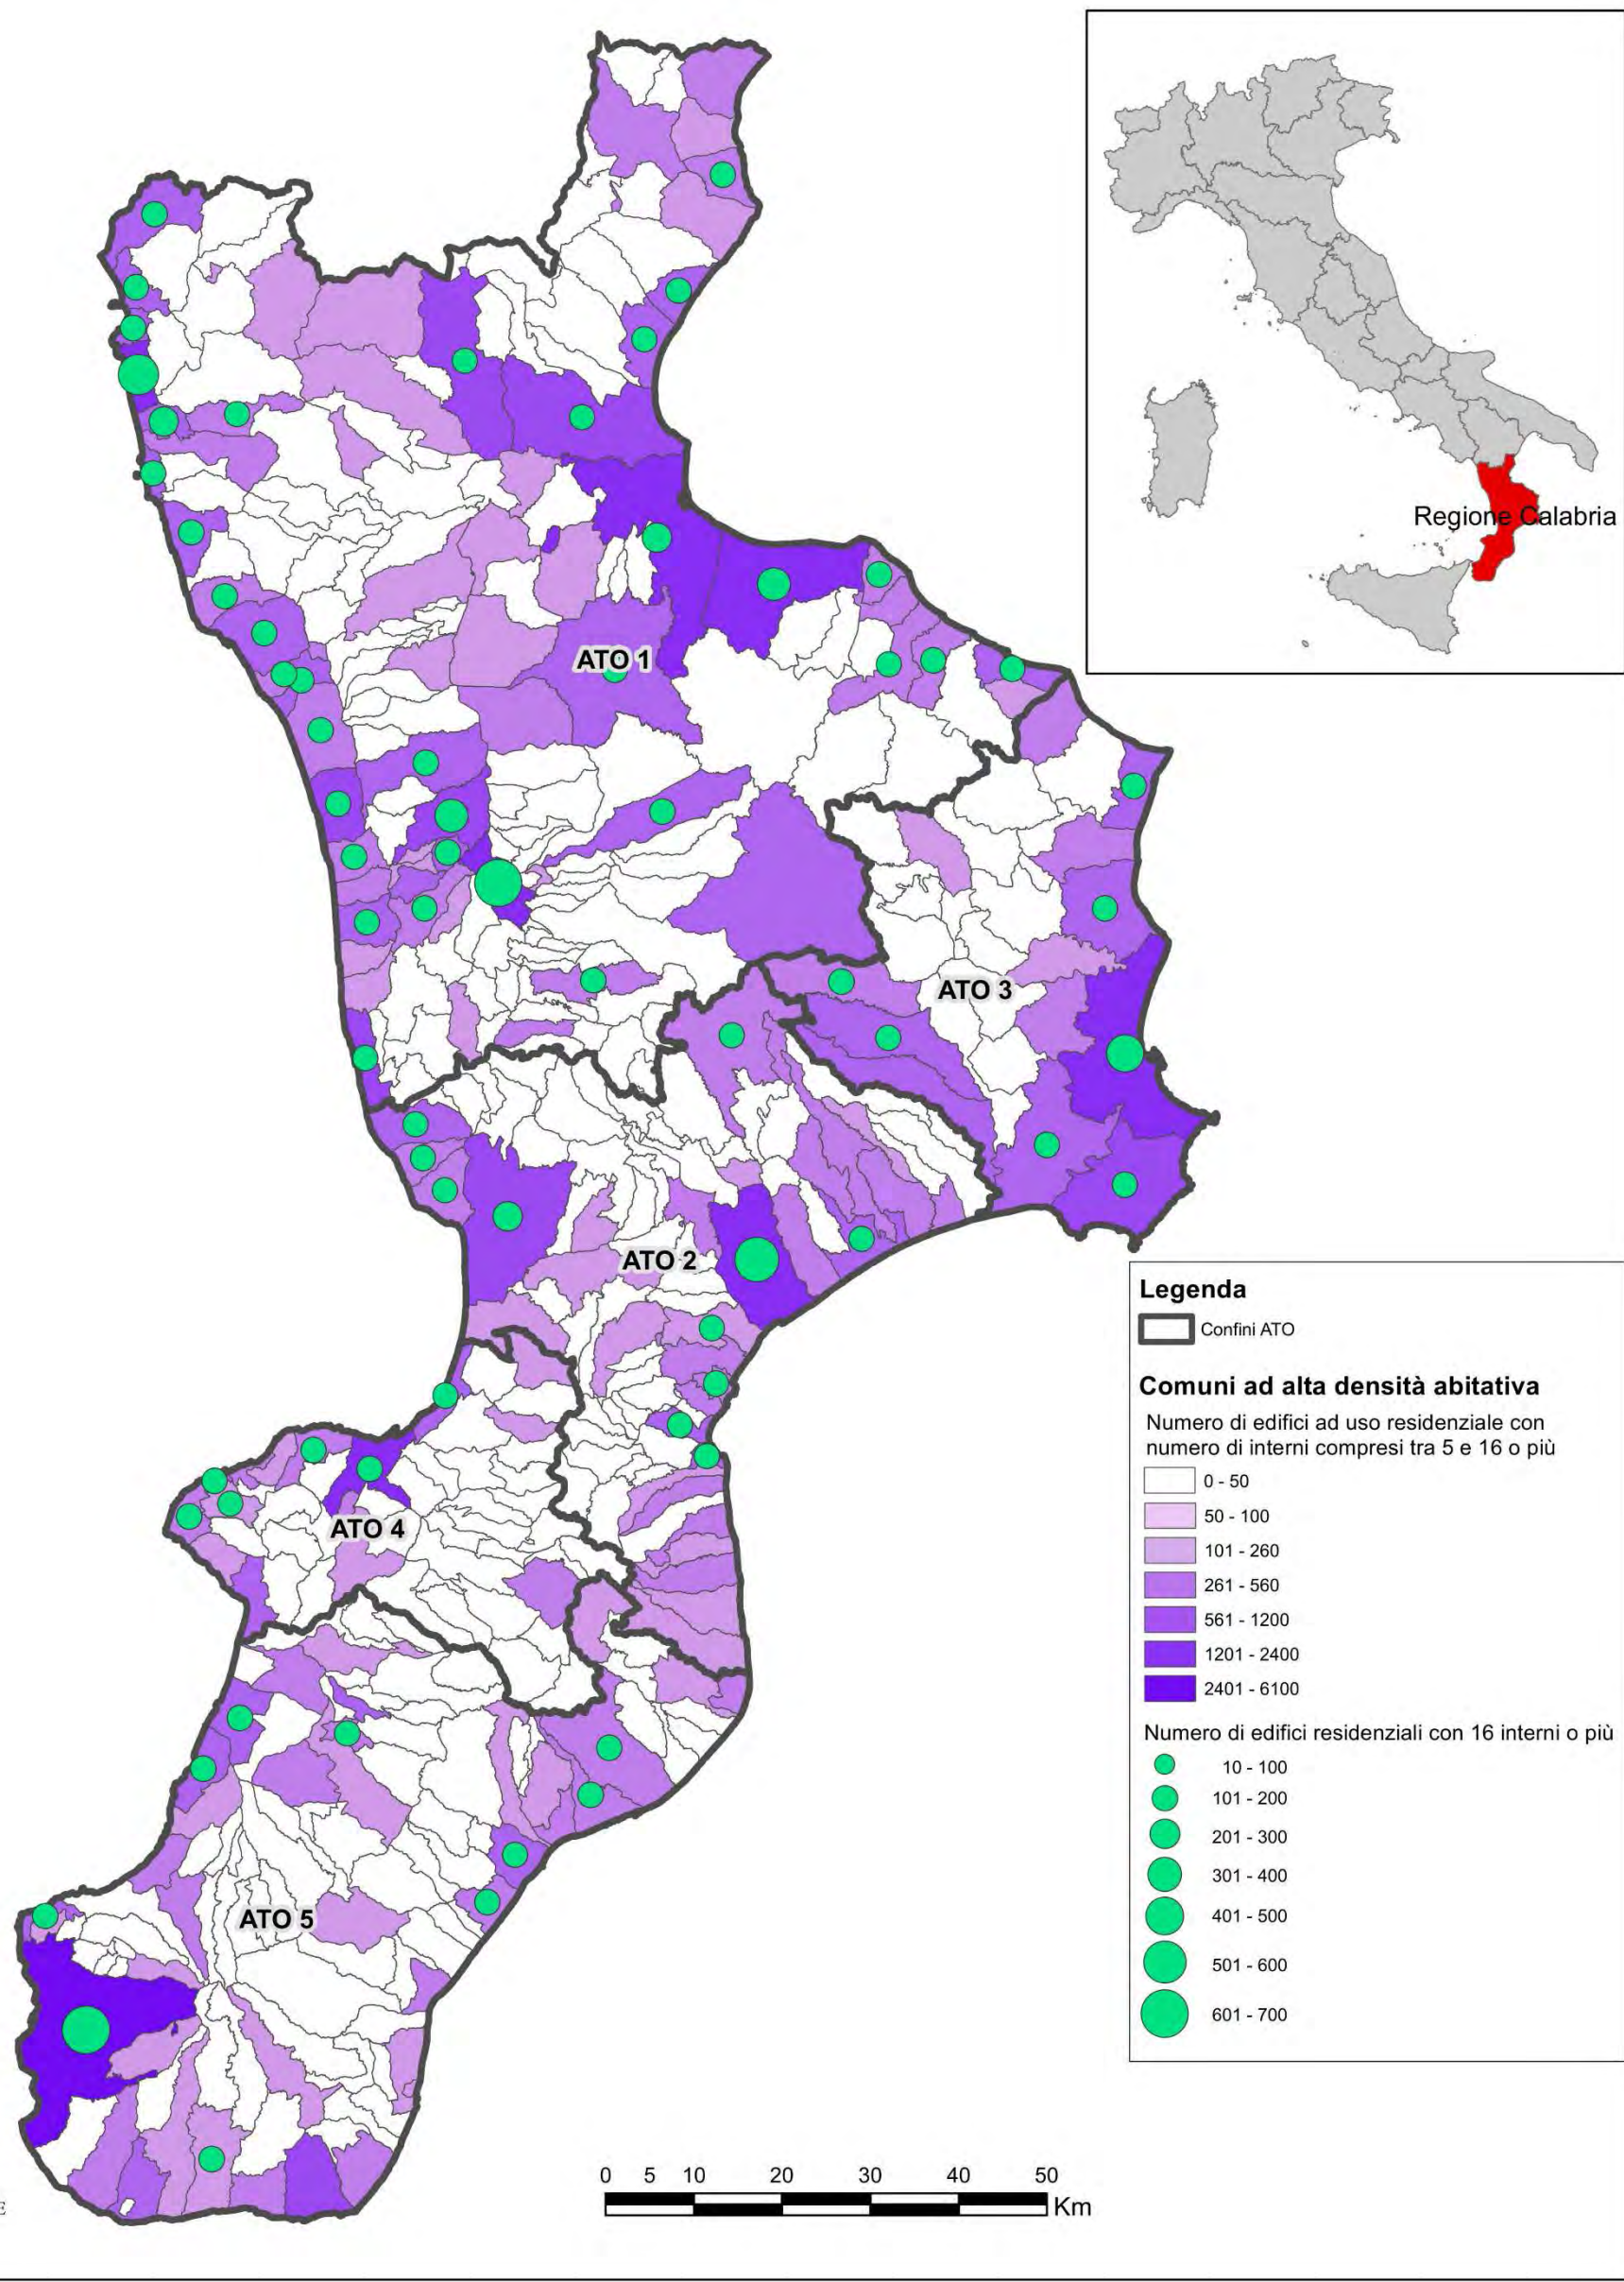 Regione Calabria
ATO 1
ATO 3
ATO 2
ATO 4
ATO 5
Legenda
Confini ATO
Comuni ad alta densità abitativa
Numero di edifici ad uso residenziale con
numero di interni compresi tra 5 e 16 o più
0 - 50
50 - 100
101 - 260
261 - 560
561 - 1200
1201 - 2400
2401 - 6100
Numero di edifici residenziali con 16 interni o più
10 - 100
101 - 200
201 - 300
301 - 400
401 - 500
501 - 600
601 - 700
0 5 10 20 30 40 50
Km
E